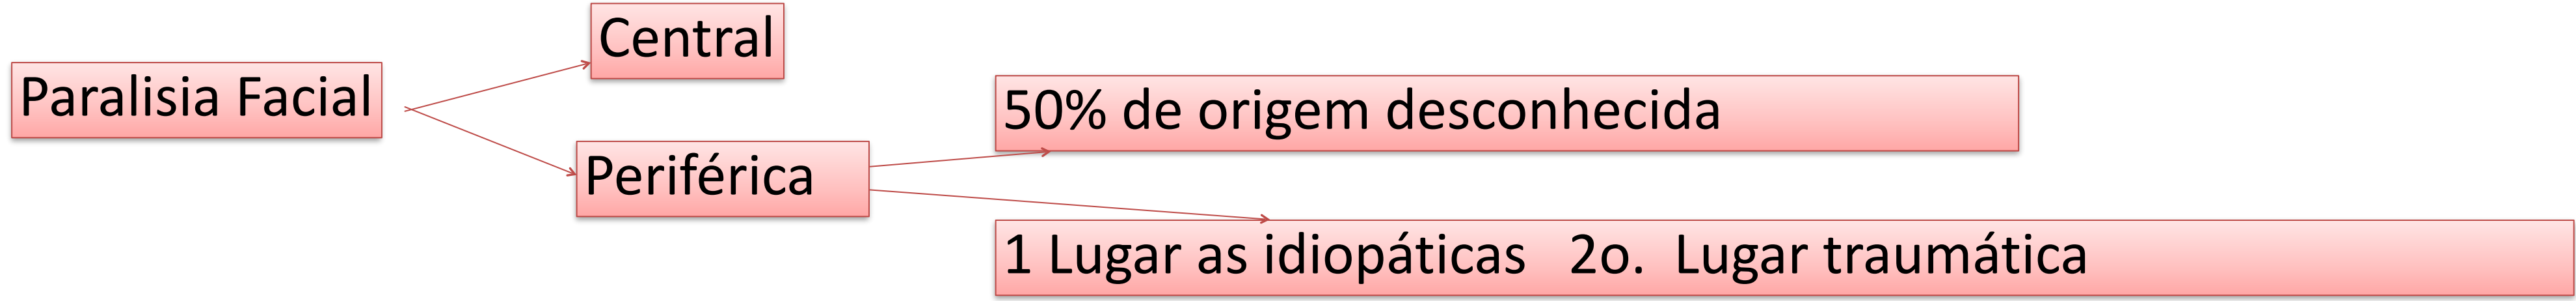 Central
Paralisia Facial
50% de origem desconhecida
Periférica
1 Lugar as idiopáticas   2o.  Lugar traumática